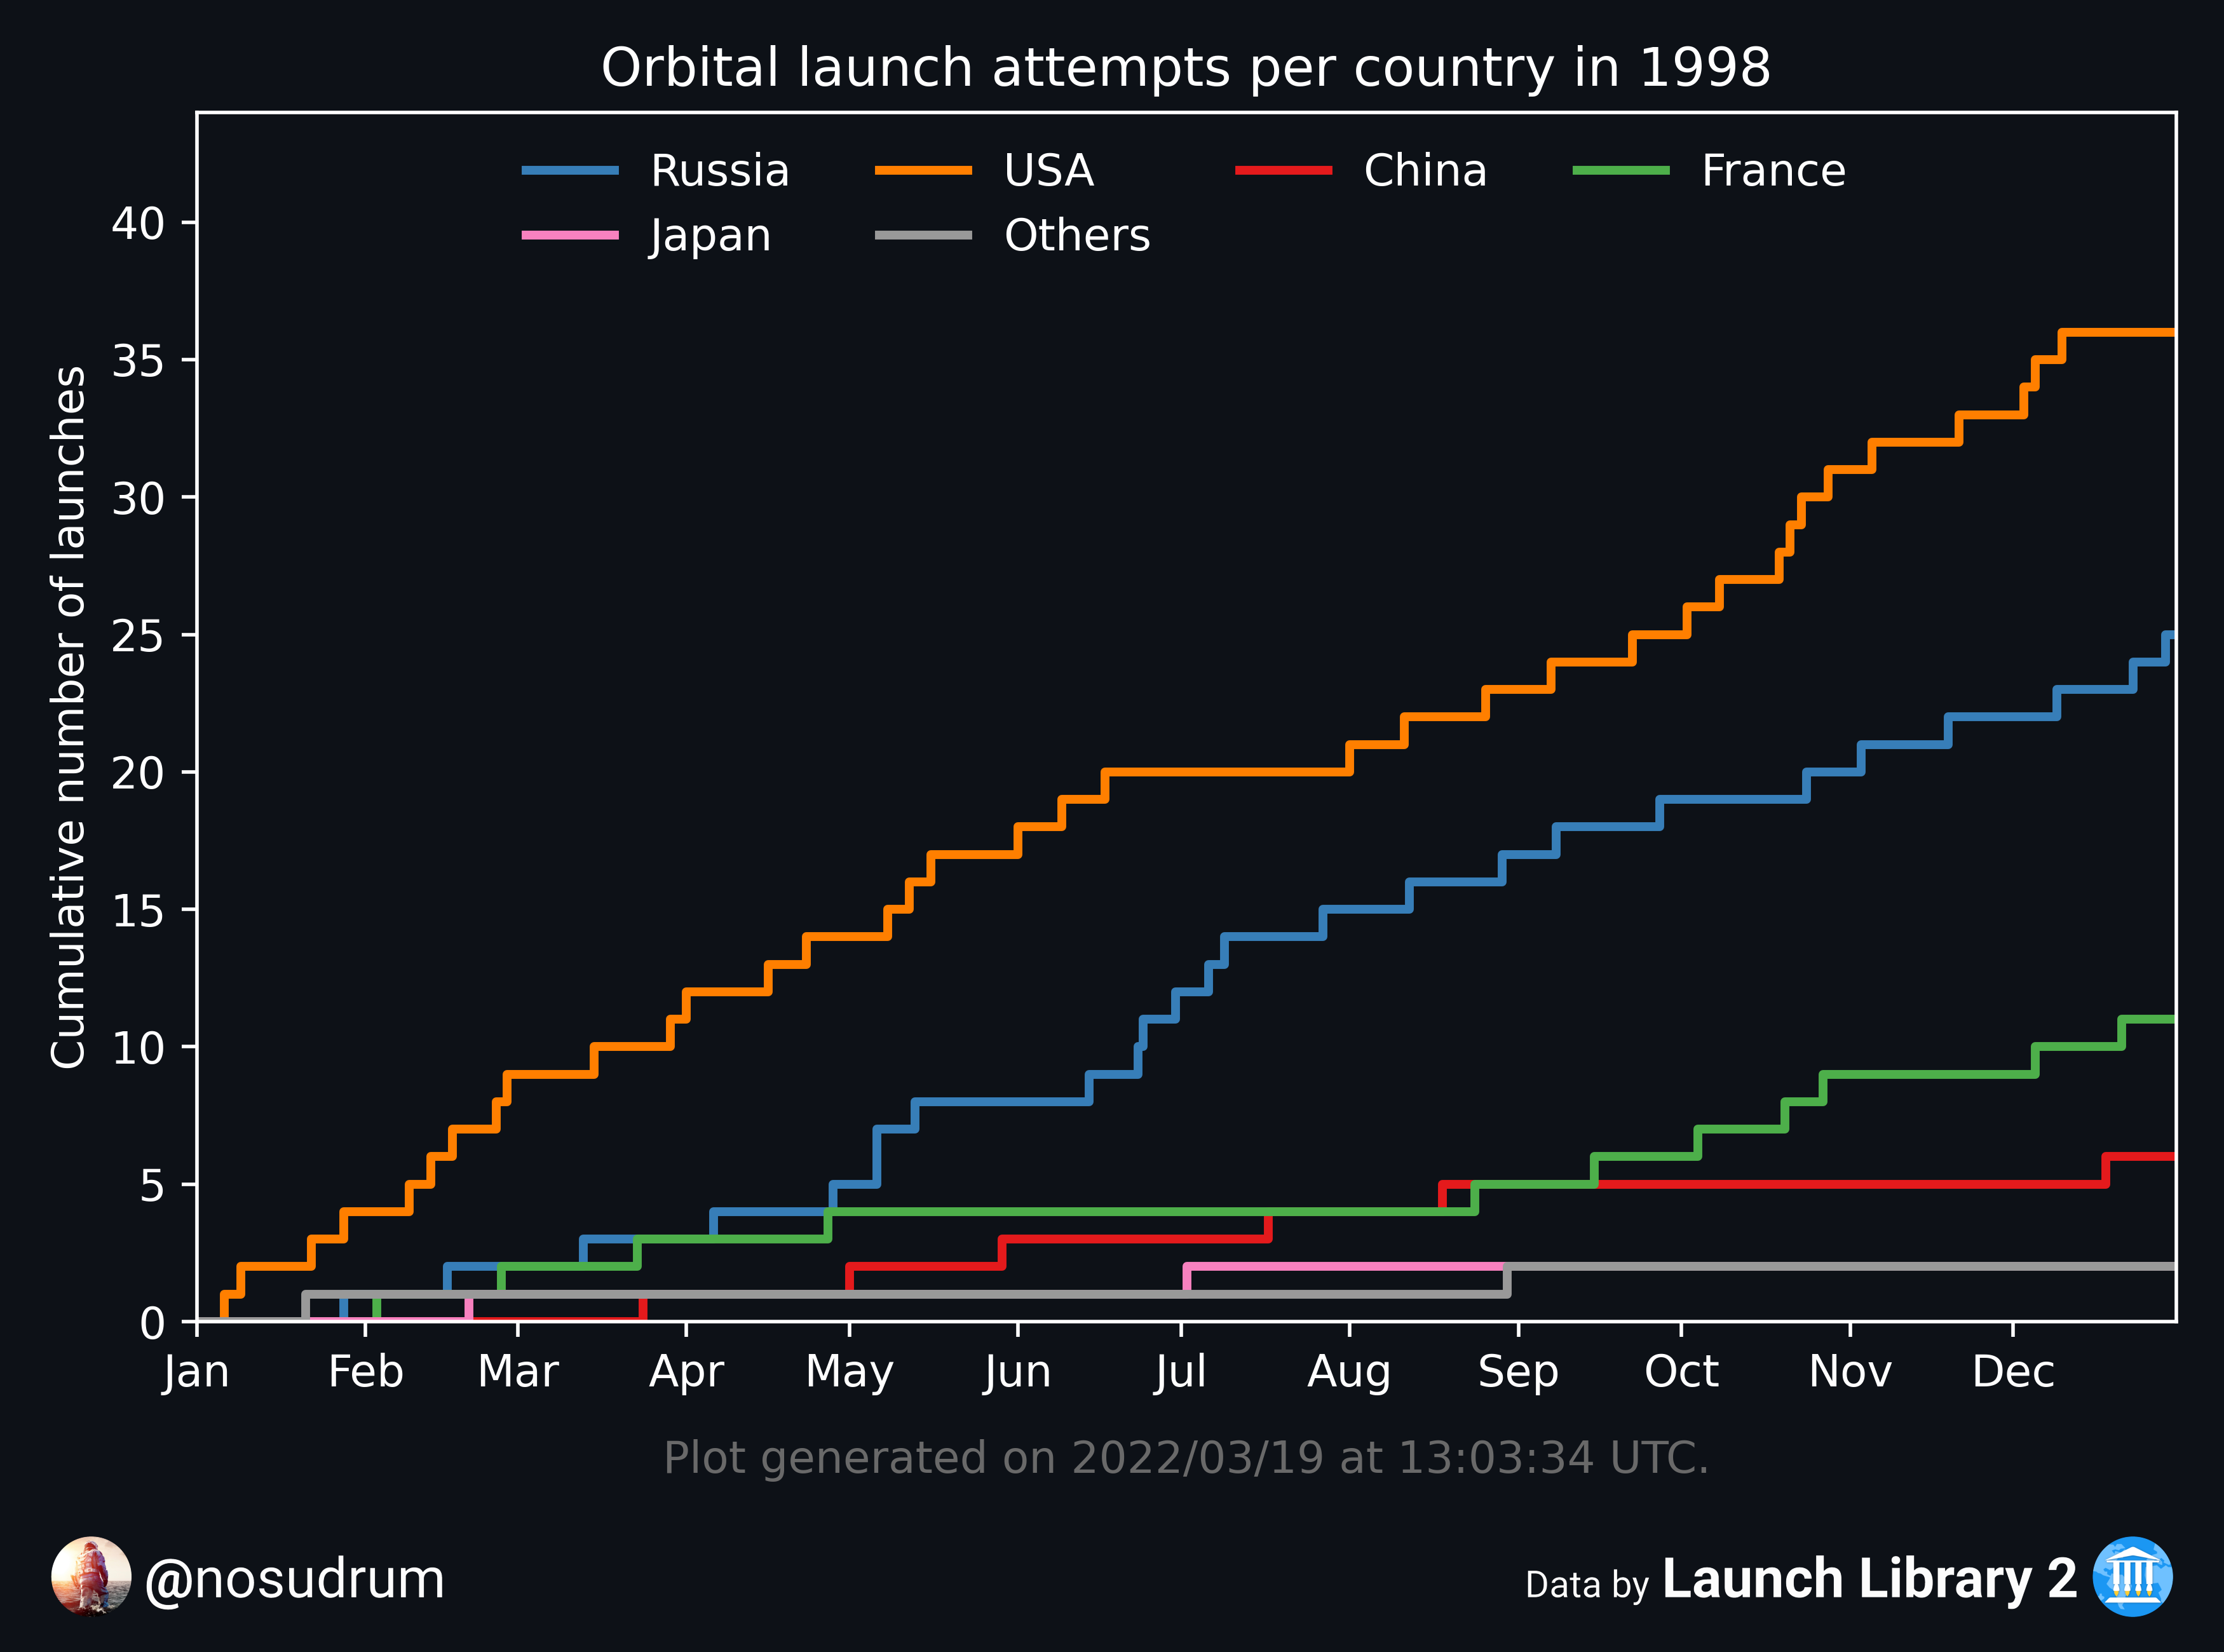 Orbital launch attempts per country in 1998
Russia USA China France
Japan Others
Cumulative number of launches
40
35
30
25
20
15
10
5
0
Jan Feb Mar Apr May Jun Jul Aug Sep Oct Nov Dec
Plot generated on 2022/03/19 at 13:03:34 UTC.
@nosudrum
Data by Launch Library 2